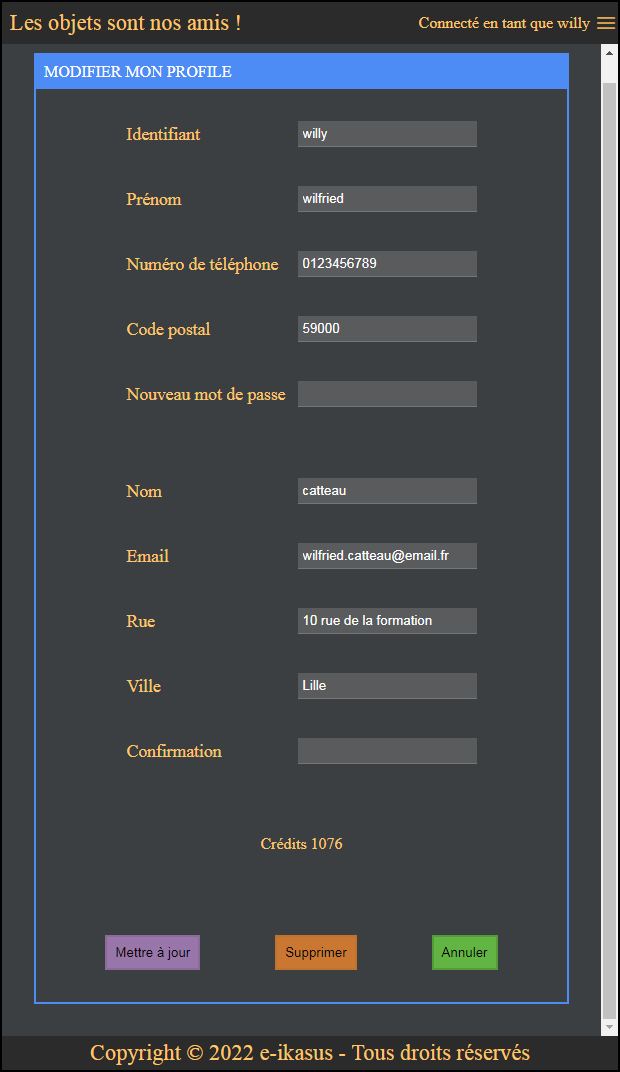 Les objets sont nos amis !
Connecté en tant que willy
MODIFIER MON PROFILE
Identifiant willy
Prénom wilfried
Numéro de téléphone 0123456789
Code postal 59000
Nouveau mot de passe
Nom catteau
Email wilfried.catteau@email.fr
Rue 10 rue de la formation
Ville Lille
Confirmation
Crédits 1076
Mettre à jour Supprimer Annuler
Copyright © 2022 e-ikasus - Tous droits réservés